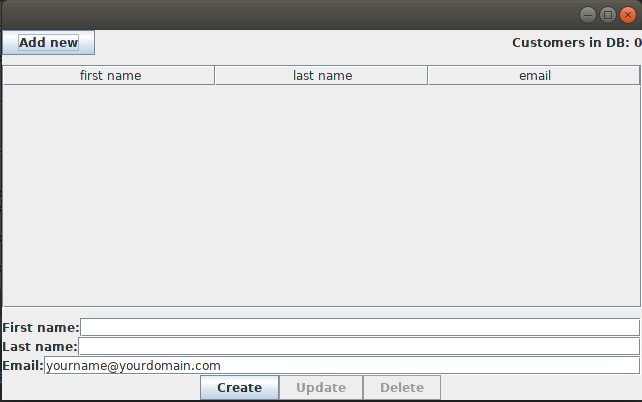 Add new Customers in DB: 0
first name last name email
First name:
Last name:
Email: yourname@yourdomain.com
Create Update Delete